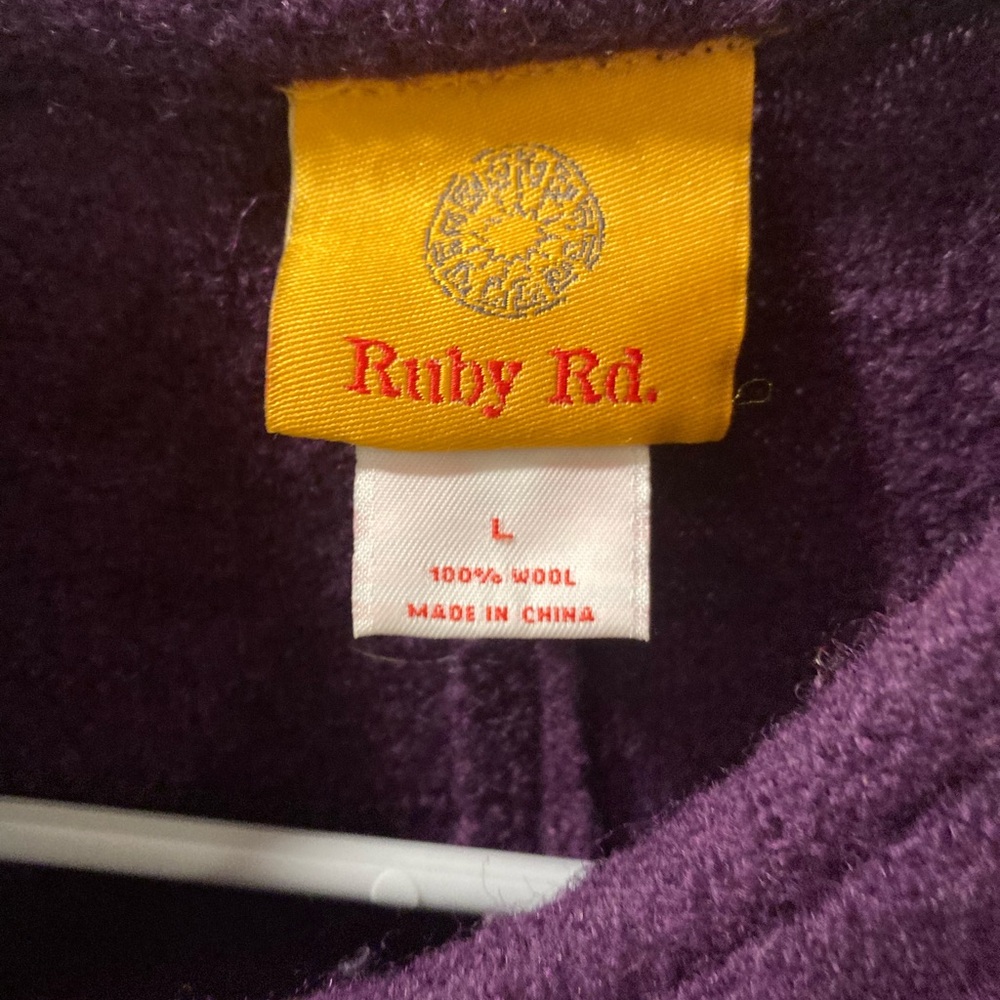 Ruby Rd.
L
100% WOOL
MADE IN CHINA